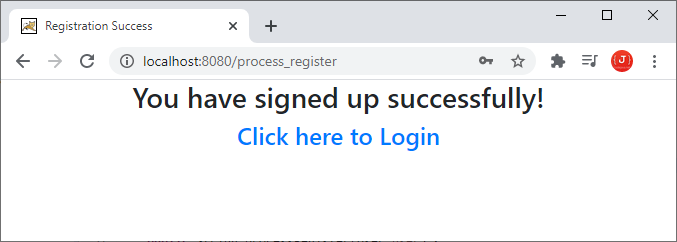 Registration Success
localhost:8080/process_register
J
You have signed up successfully!
Click here to Login